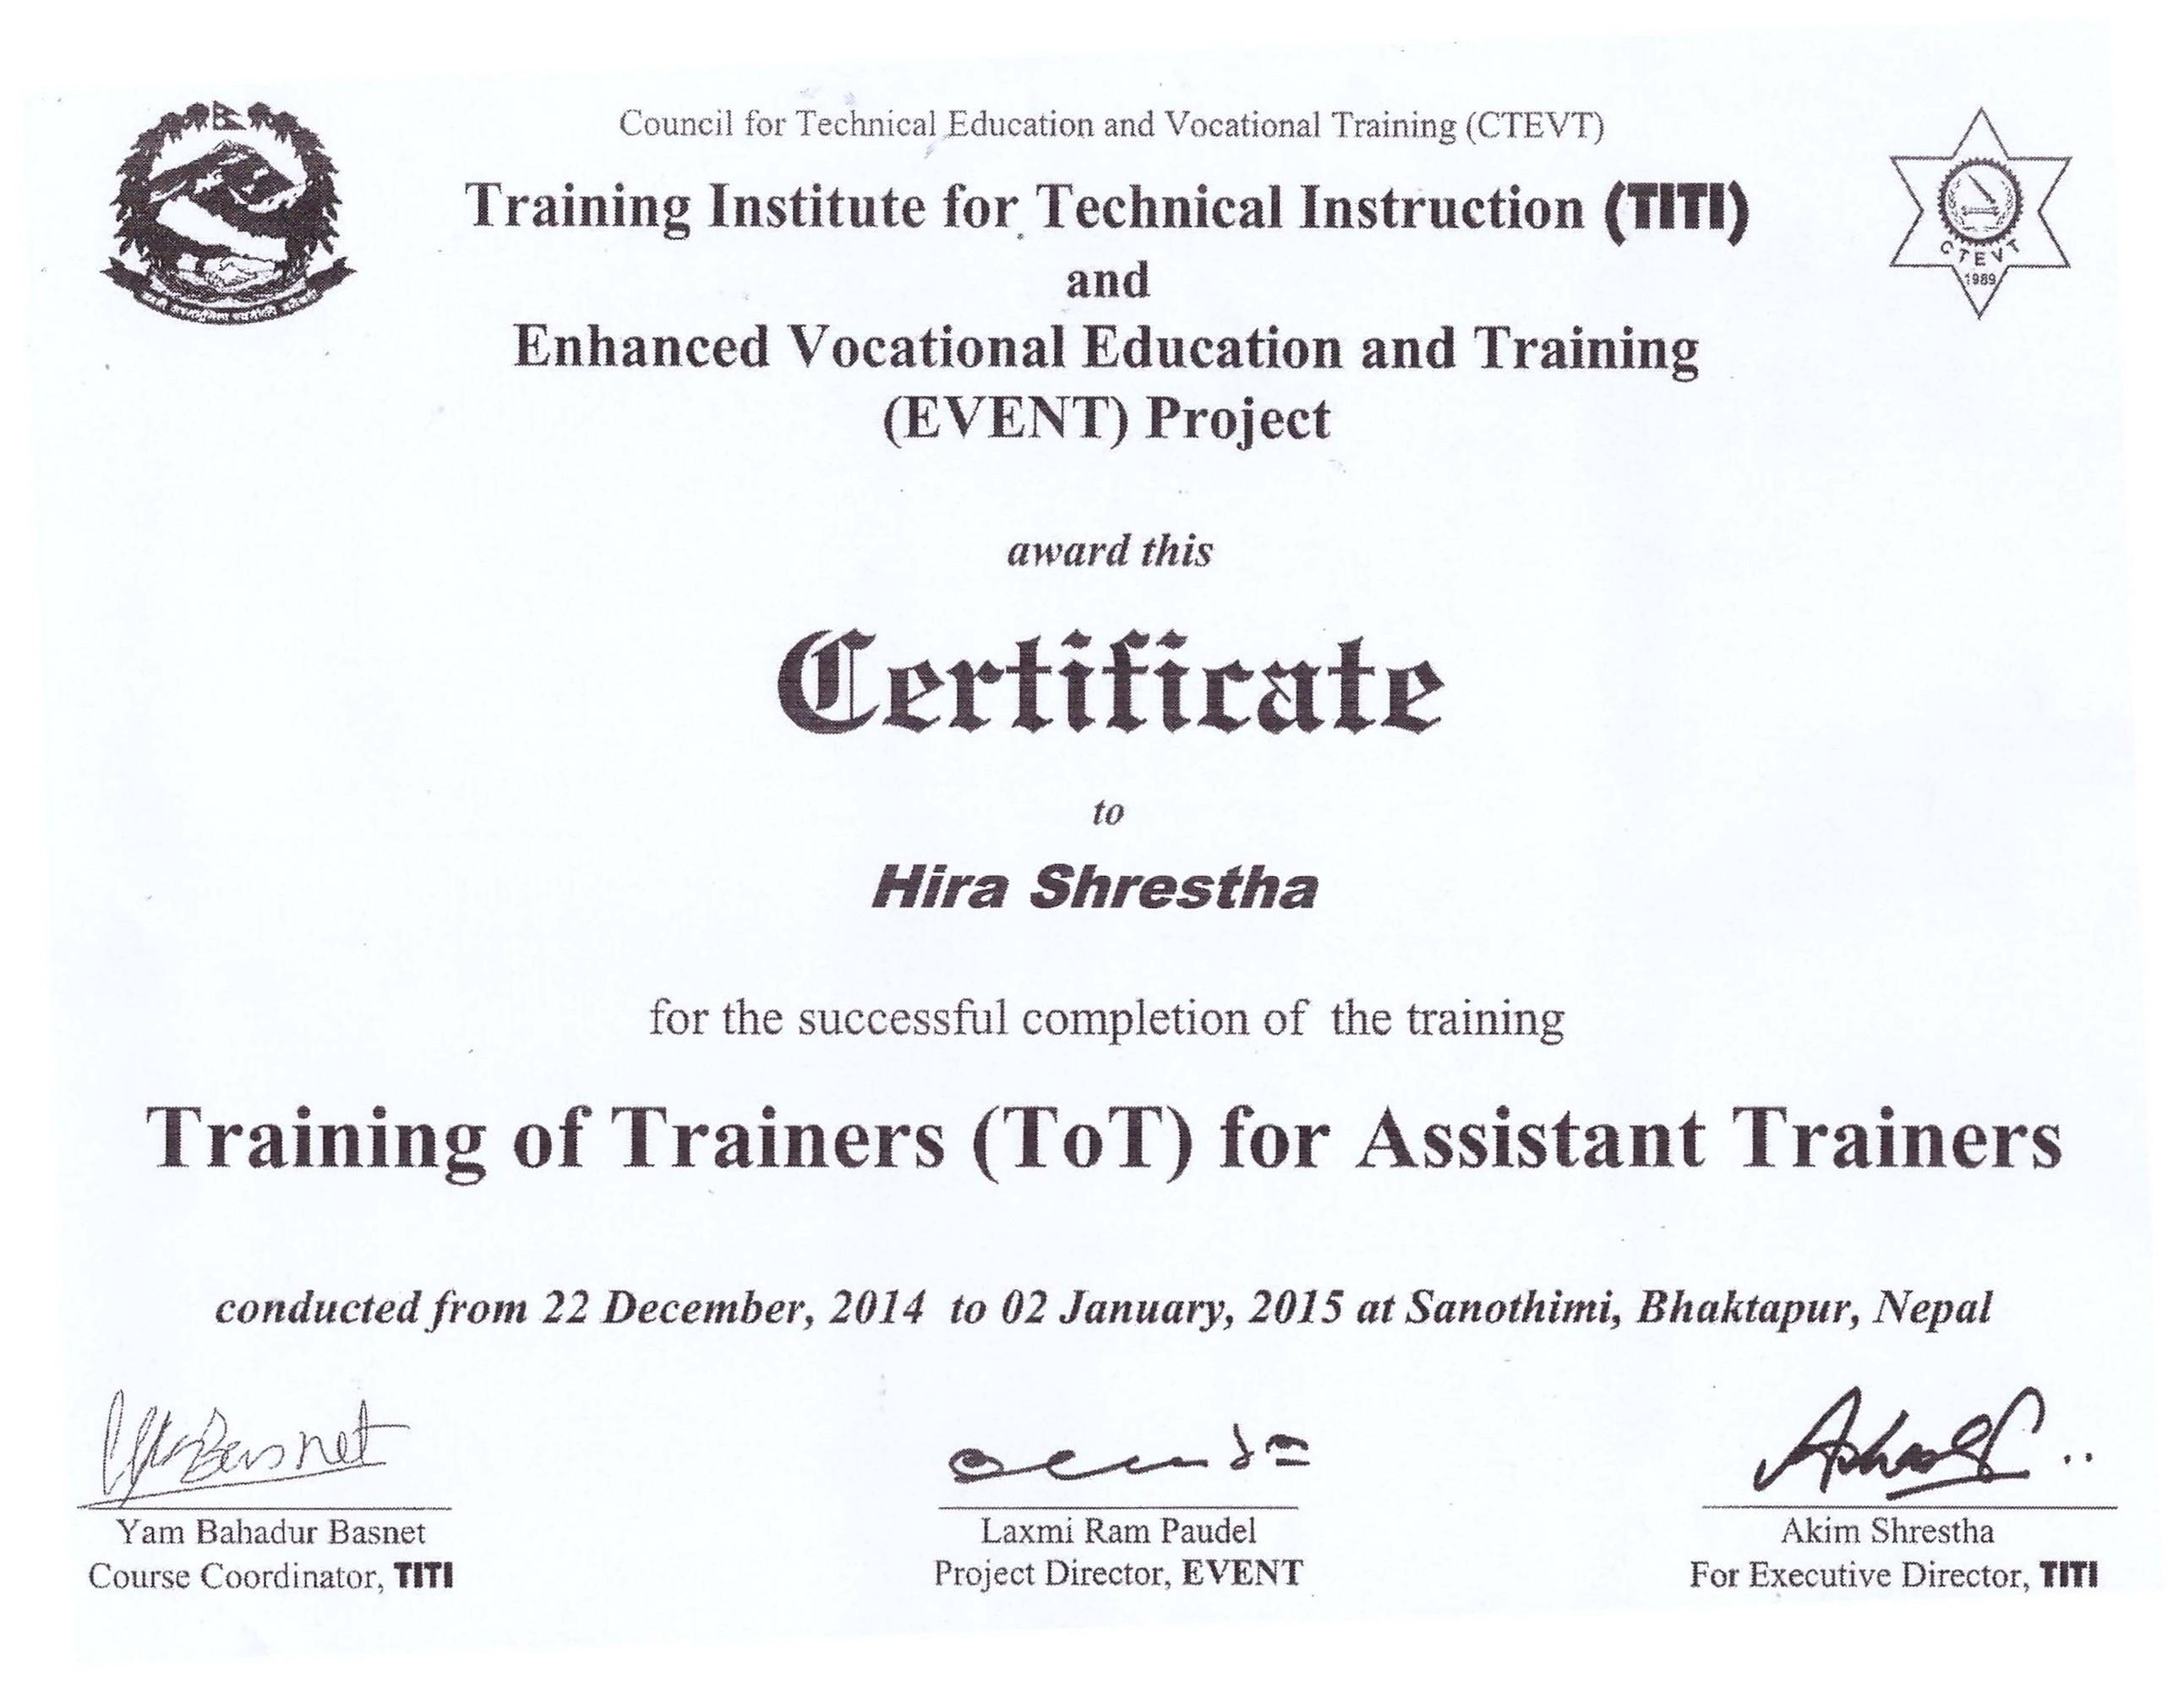 Council for Technical Education and Vocational Training (CTEVT)
Training Institute for Technical Instruction (TITI)
and
Enhanced Vocational Education and Training
(EVENT) Project
CTEVT
1989
award this
Certificate
to
Hira Shrestha
for the successful completion of the training
Training of Trainers (ToT) for Assistant Trainers
conducted from 22 December, 2014 to 02 January, 2015 at Sanothimi, Bhaktapur, Nepal
Yam Bahadur Basnet
Course Coordinator, TITI
Laxmi Ram Paudel
Project Director, EVENT
Akim Shrestha
For Executive Director, TITI